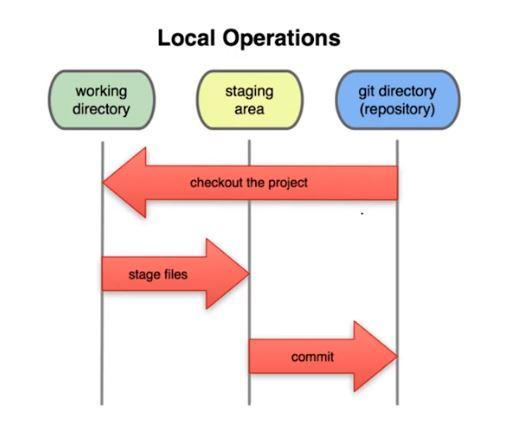 Local Operations
working
directory
staging
area
git directory
(repository)
checkout the project
stage files
commit